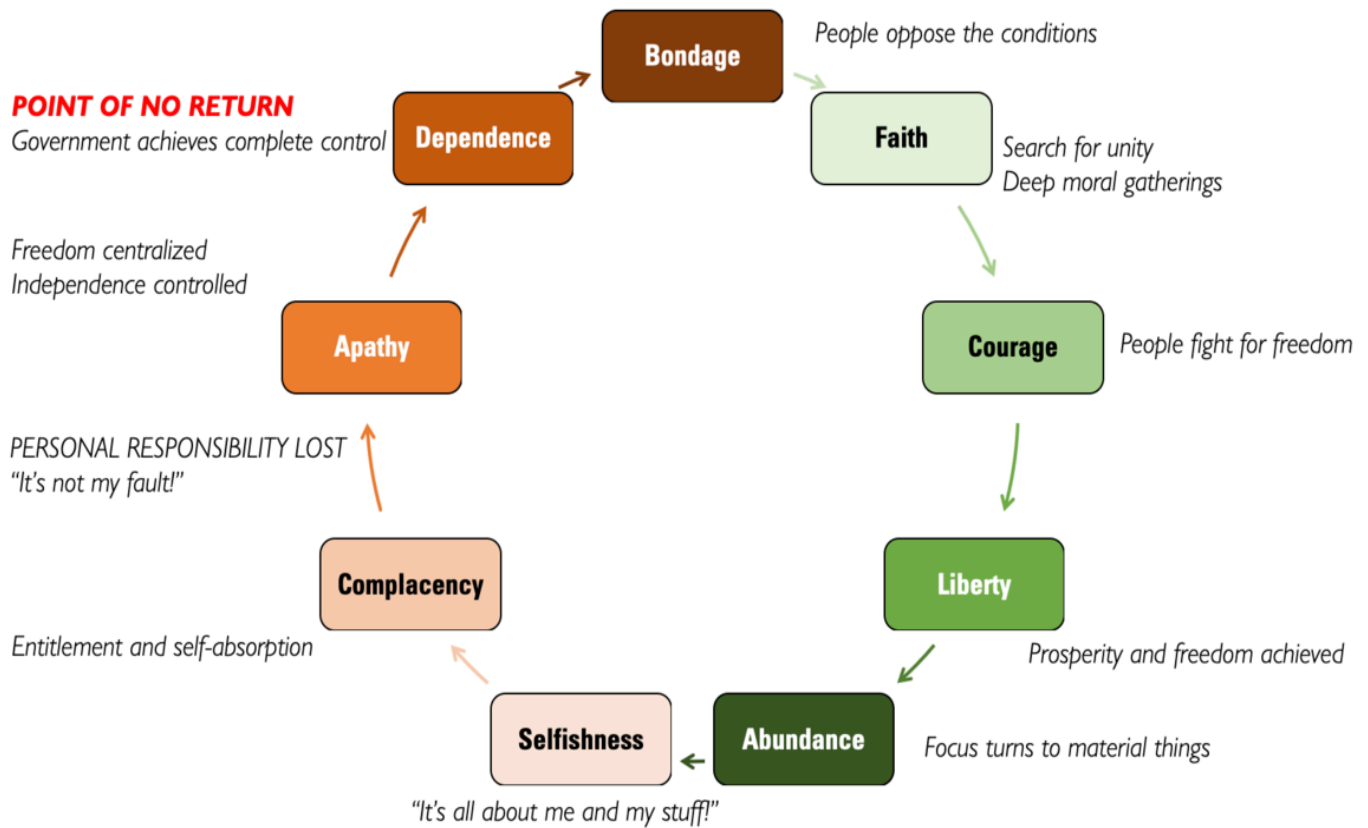 Bondage
People oppose the conditions
Faith
Search for unity
Deep moral gatherings
Courage
People fight for freedom
Liberty
Prosperity and freedom achieved
Abundance
Focus turns to material things
Selfishness
“It’s all about me and my stuff!”
Complacency
Entitlement and self-absorption
PERSONAL RESPONSIBILITY LOST
“It’s not my fault!”
Apathy
Freedom centralized
Independence controlled
Dependence
POINT OF NO RETURN
Government achieves complete control